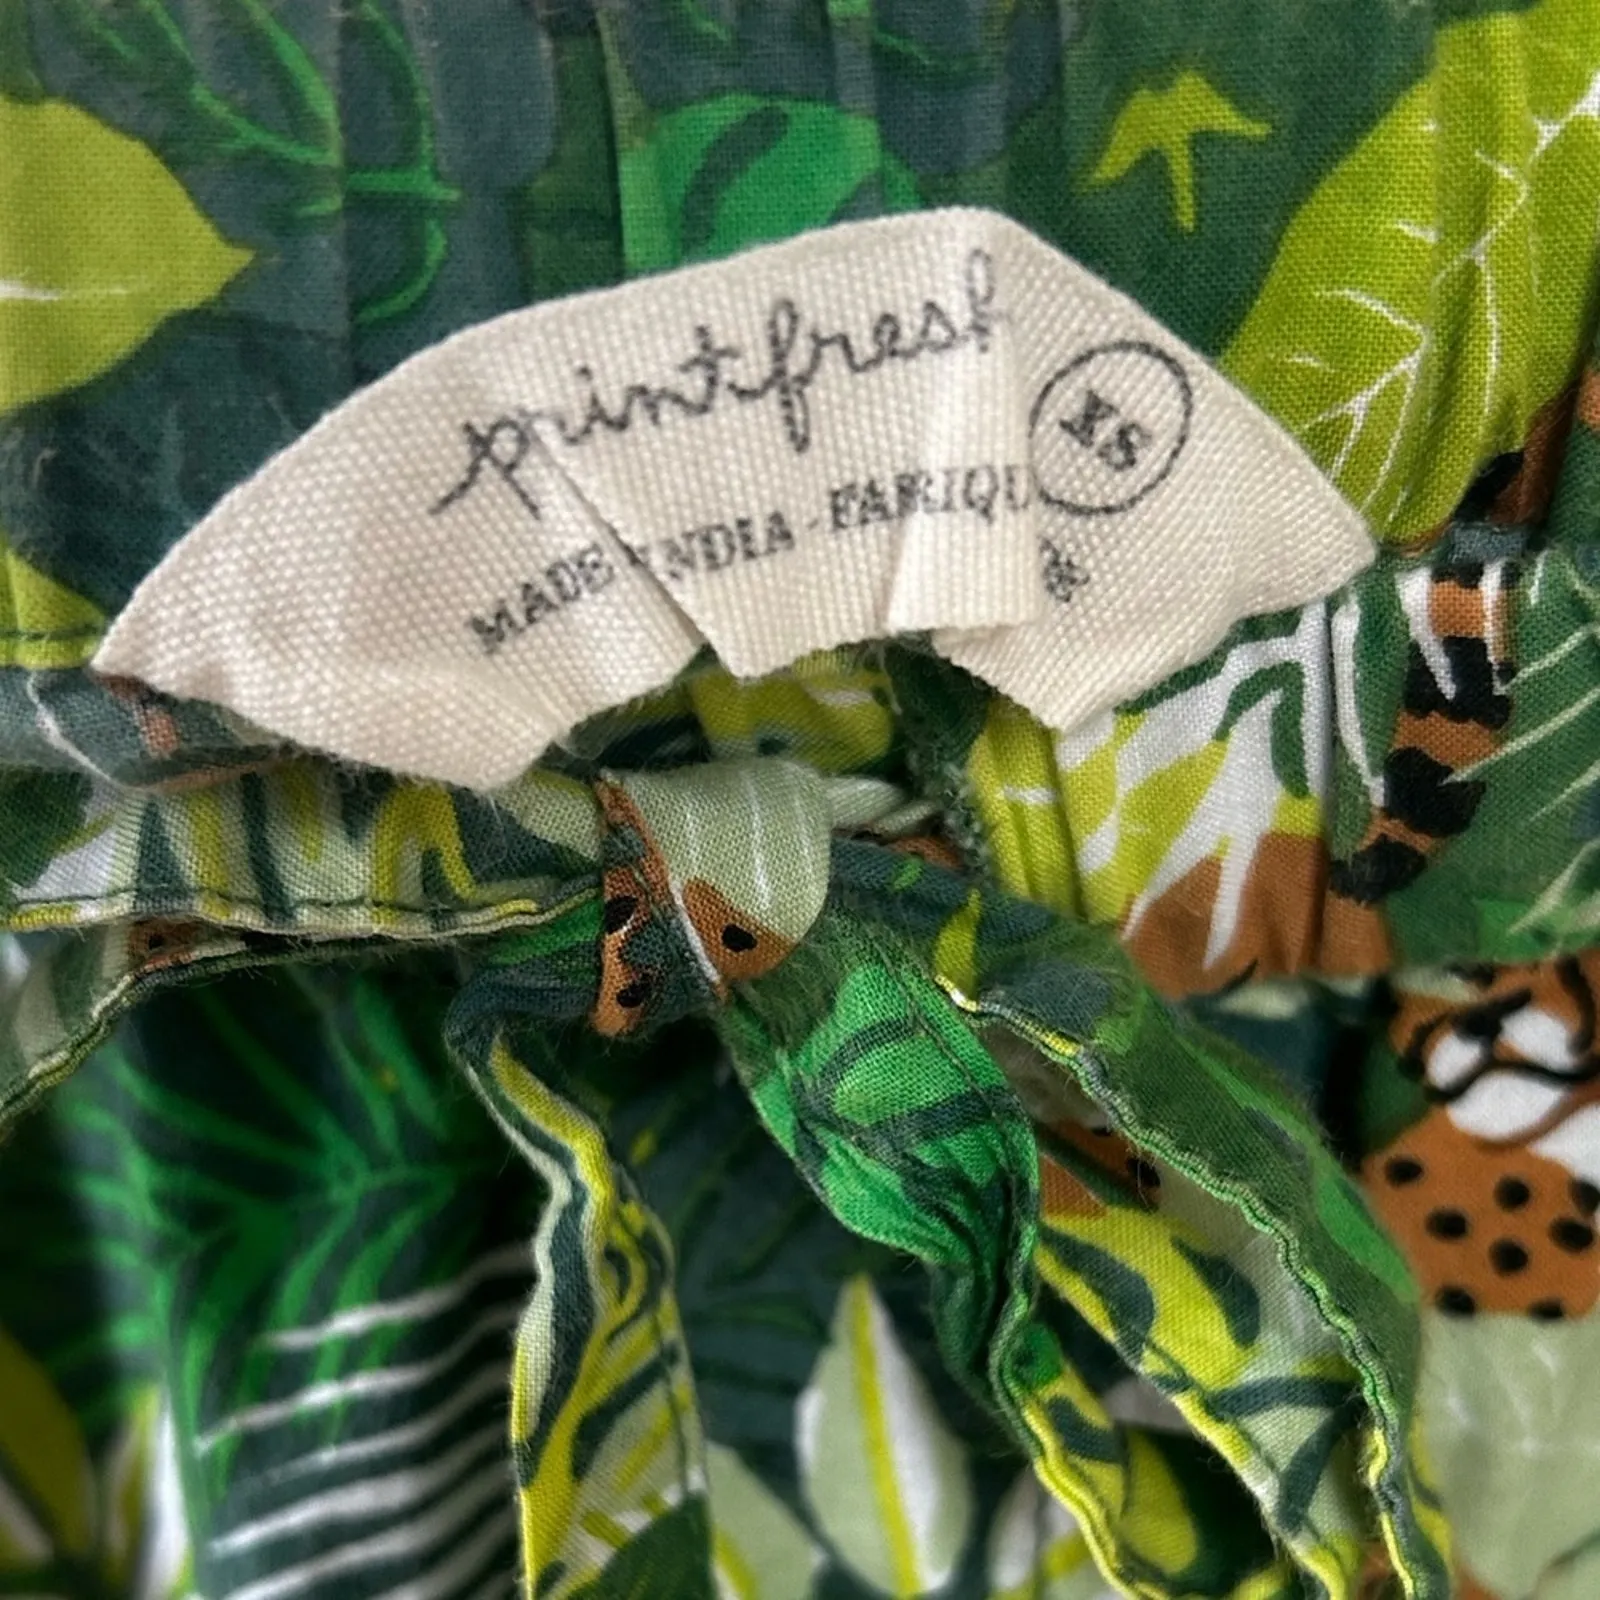 printfresh
XS
MADE INDIA - FABRIQU